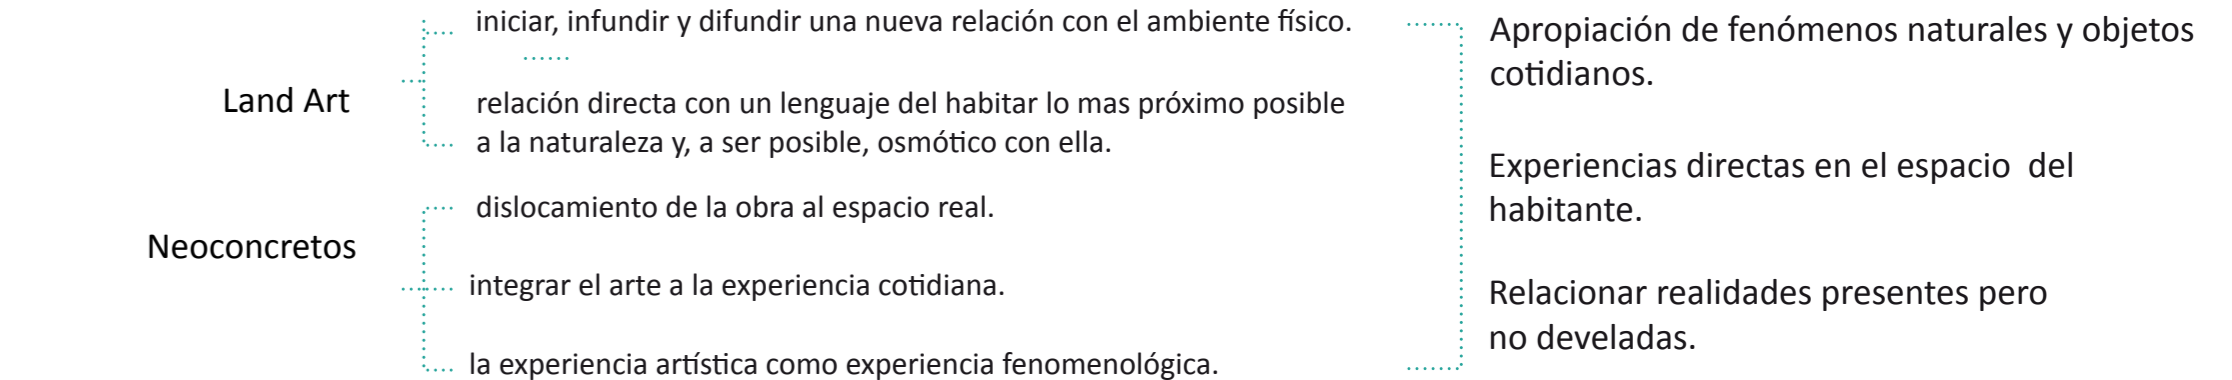 Land Art
iniciar, infundir y difundir una nueva relación con el ambiente físico.
relación directa con un lenguaje del habitar lo mas próximo posible
a la naturaleza y, a ser posible, osmótico con ella.
Neoconcretos
dislocamiento de la obra al espacio real.
integrar el arte a la experiencia cotidiana.
la experiencia artística como experiencia fenomenológica.
Apropiación de fenómenos naturales y objetos
cotidianos.
Experiencias directas en el espacio  del
habitante.
Relacionar realidades presentes pero
no develadas.